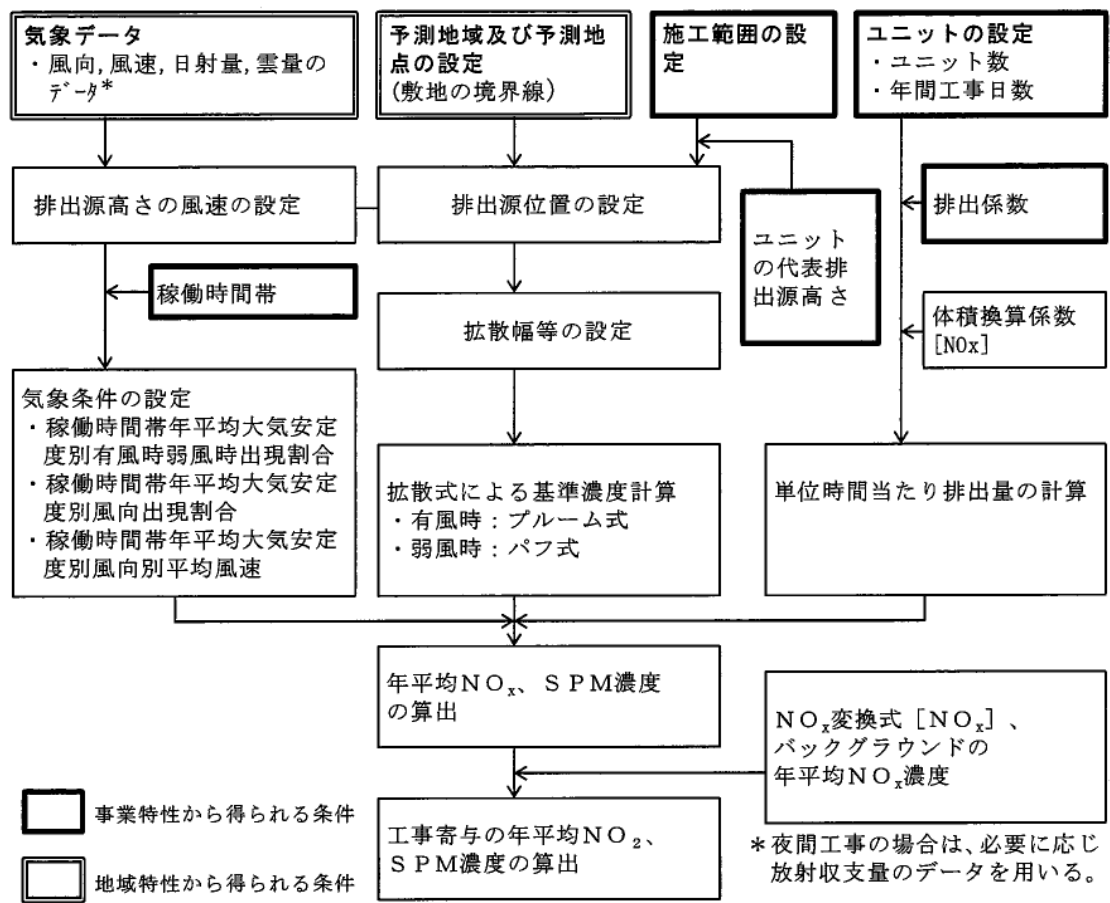 気象データ
・風向,風速,日射量,雲量の
ﾃﾞｰﾀ*
予測地域及び予測地
点の設定
(敷地の境界線)
施工範囲の設
定
ユニットの設定
・ユニット数
・年間工事日数
排出源高さの風速の設定
排出源位置の設定
ユニット
の代表排
出源高さ
排出係数
稼働時間帯
拡散幅等の設定
体積換算係数
[NOx]
気象条件の設定
・稼働時間帯年平均大気安定
度別有風時弱風時出現割合
・稼働時間帯年平均大気安定
度別風向出現割合
・稼働時間帯年平均大気安定
度別風向別平均風速
拡散式による基準濃度計算
・有風時：プルーム式
・弱風時：パフ式
単位時間当たり排出量の計算
年平均ＮＯx、ＳＰＭ濃度
の算出
ＮＯx変換式［ＮＯx］、
バックグラウンドの
年平均ＮＯx濃度
工事寄与の年平均ＮＯ2、
ＳＰＭ濃度の算出
事業特性から得られる条件
地域特性から得られる条件
＊夜間工事の場合は、必要に応じ
放射収支量のデータを用いる。